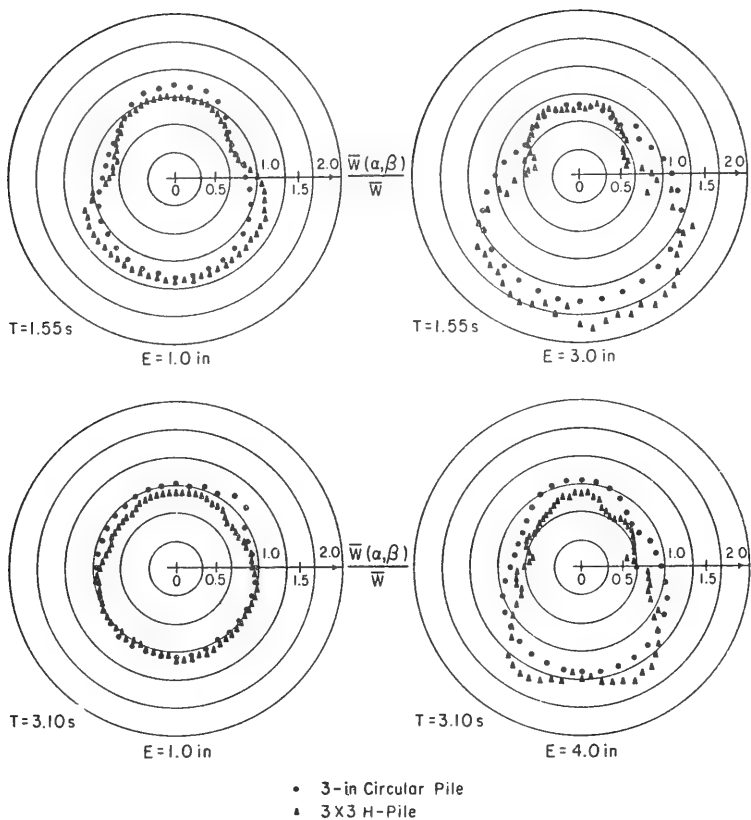 0 0.5 1.0 1.5 2.0
W̅(α,β)
W̅
T=1.55s
E=1.0 in
0 0.5 1.0 1.5 2.0
T=1.55s
E=3.0 in
0 0.5 1.0 1.5 2.0
W̅(α,β)
W̅
T=3.10s
E=1.0 in
0 0.5 1.0 1.5 2.0
T=3.10s
E=4.0 in
• 3-in Circular Pile
▲ 3X3 H-Pile